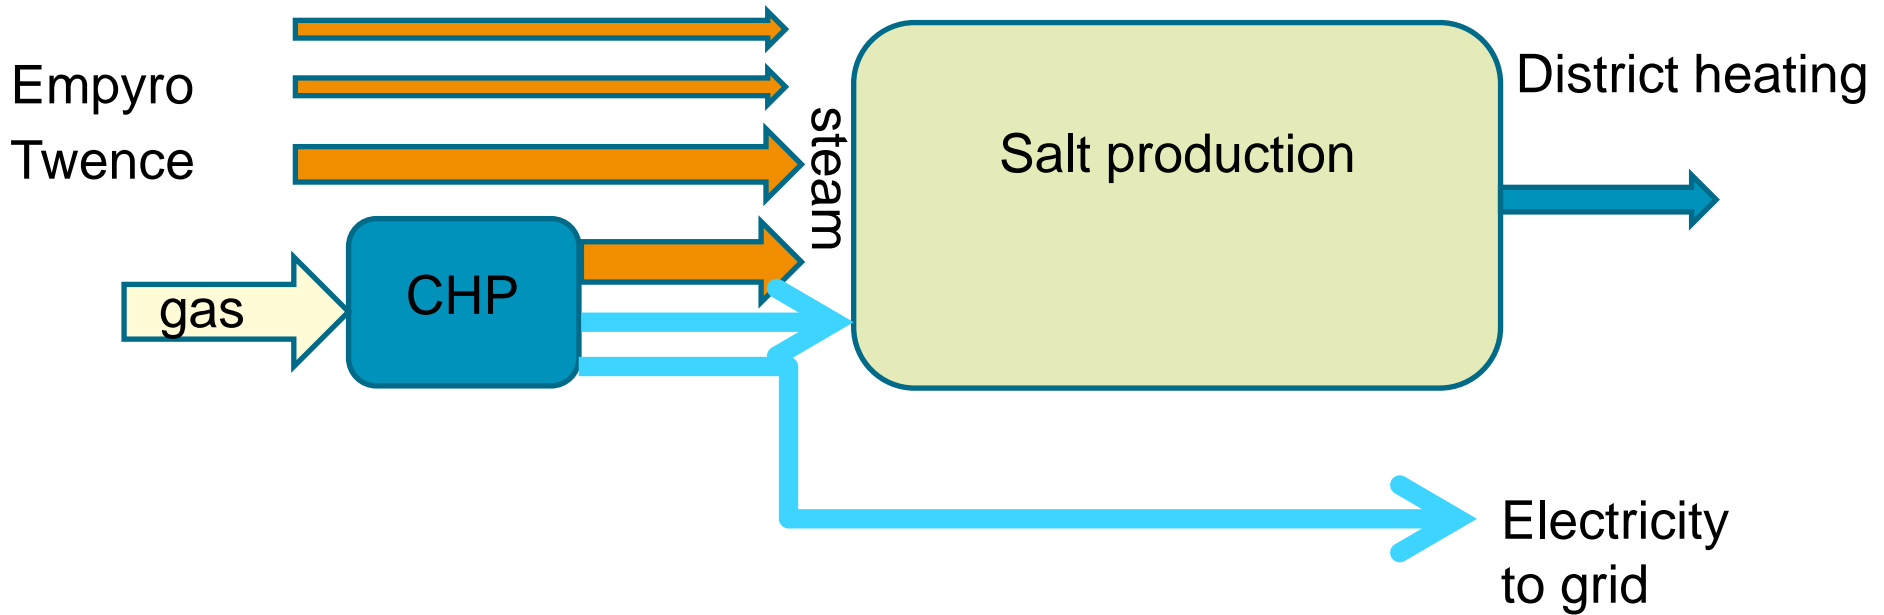 Empyro
Twence
gas
CHP
steam
Salt production
District heating
Electricity
to grid